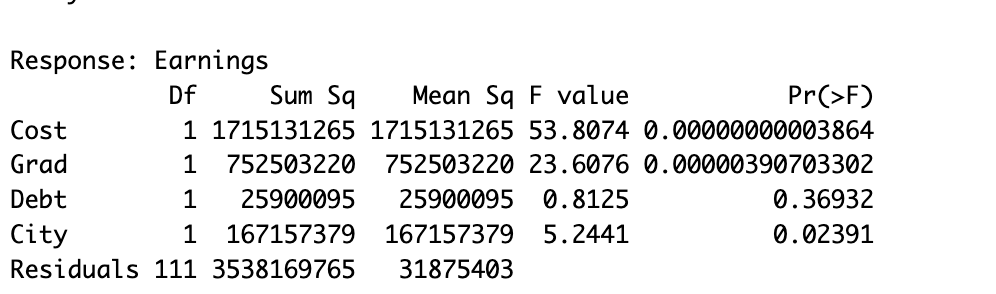 Response: Earnings
Df Sum Sq Mean Sq F value Pr(>F)
Cost 1 1715131265 1715131265 53.8074 0.00000000003864
Grad 1 752503220 752503220 23.6076 0.00000390703302
Debt 1 25900095 25900095 0.8125 0.36932
City 1 167157379 167157379 5.2441 0.02391
Residuals 111 3538169765 31875403